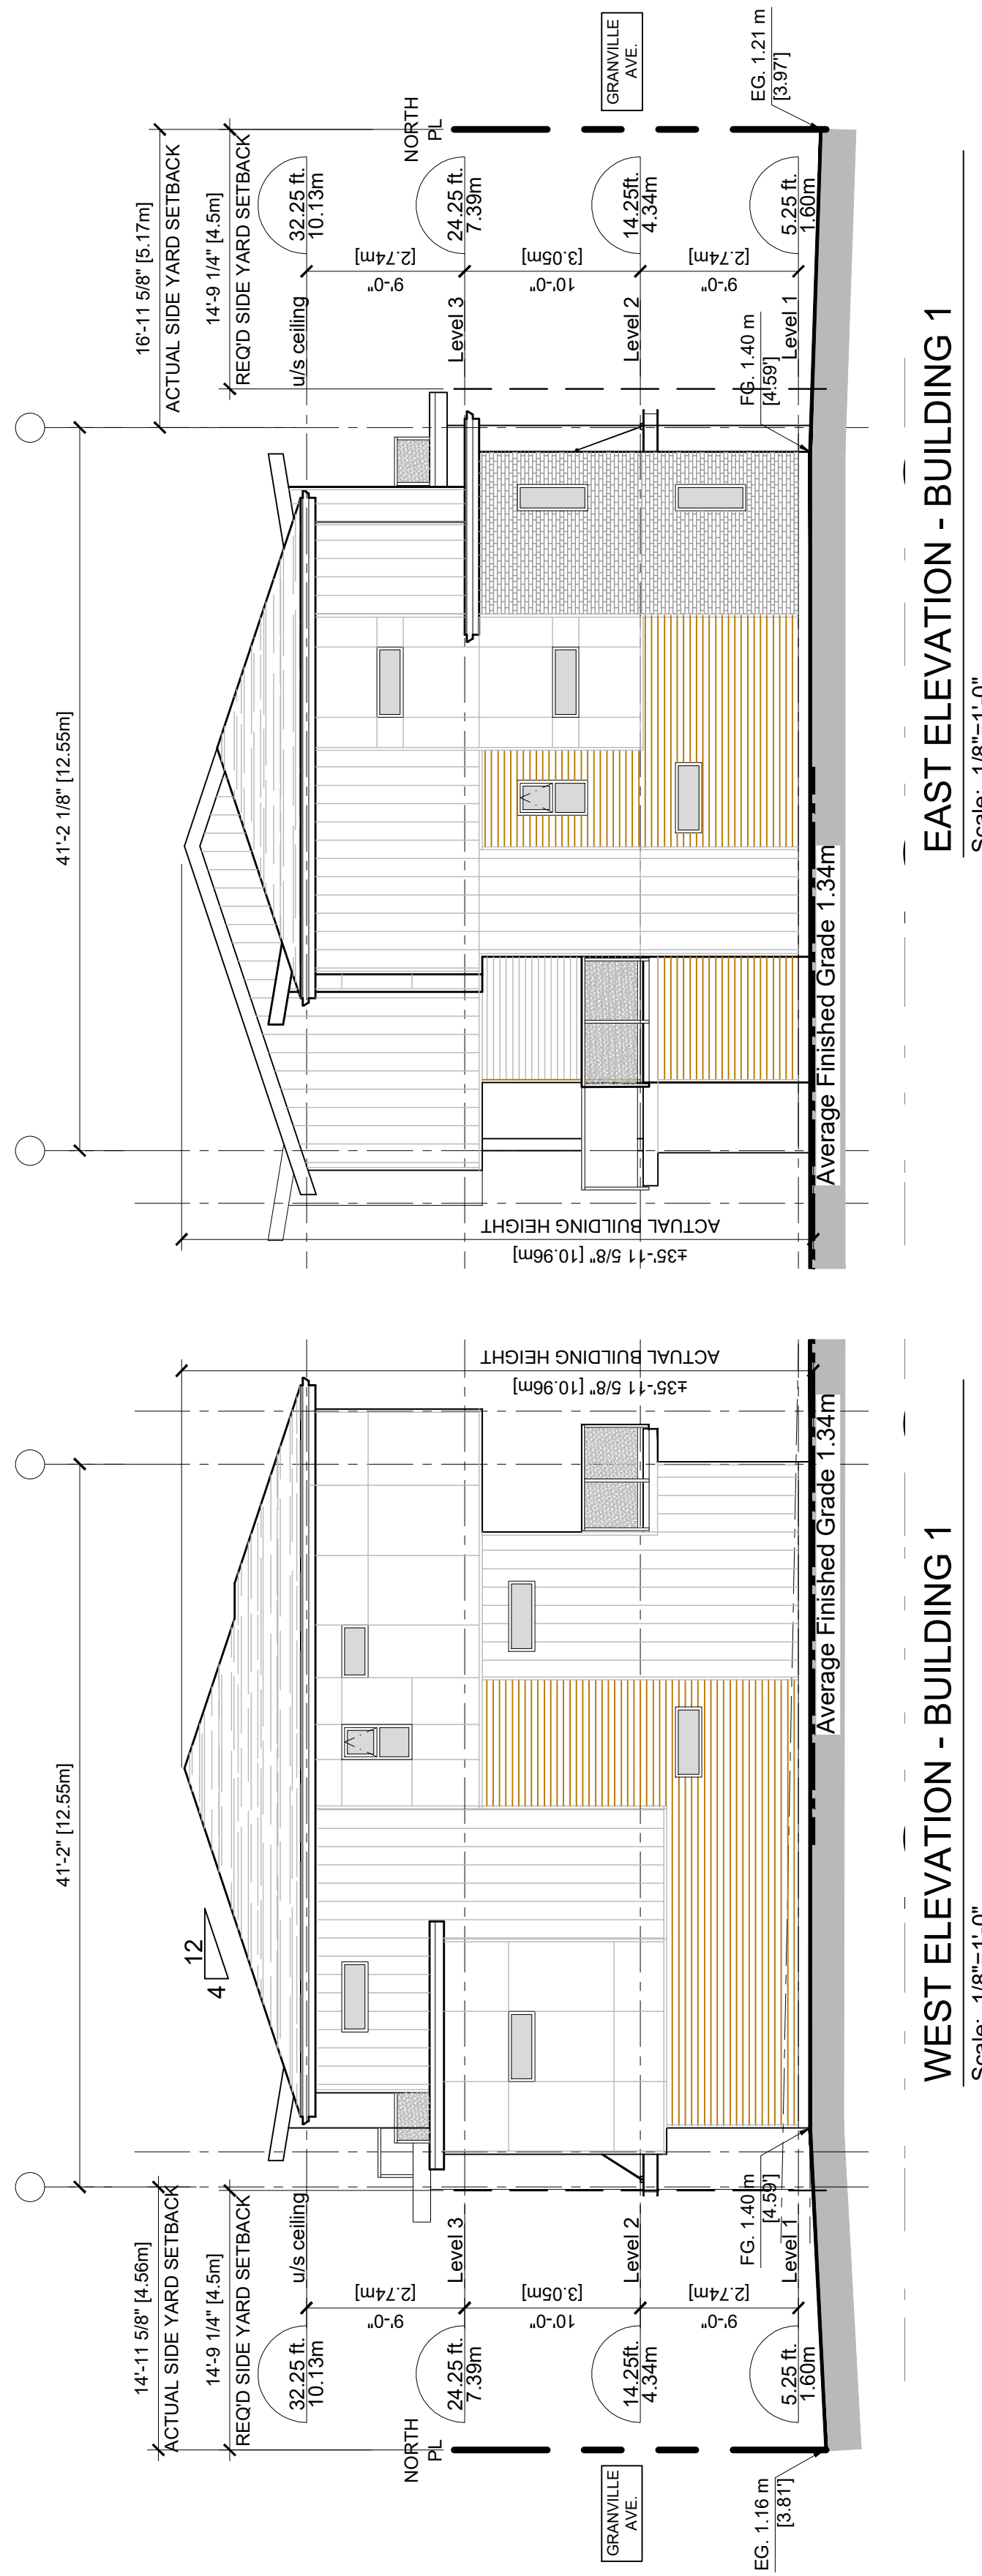 41'-2" [12.55m]
14'-11 5/8" [4.56m]
ACTUAL SIDE YARD SETBACK
14'-9 1/4" [4.5m]
REQ'D SIDE YARD SETBACK
12
4
NORTH
PL
GRANVILLE
AVE.
EG. 1.16 m
[3.81']
32.25 ft.
10.13m
u/s ceiling
9'-0"
[2.74m]
24.25 ft.
7.39m
Level 3
10'-0"
[3.05m]
14.25ft.
4.34m
Level 2
9'-0"
[2.74m]
5.25 ft.
1.60m
Level 1
FG. 1.40 m
[4.59']
±35'-11 5/8" [10.96m]
ACTUAL BUILDING HEIGHT
Average Finished Grade 1.34m
WEST ELEVATION - BUILDING 1
Scale: 1/8"=1'-0"
41'-2 1/8" [12.55m]
16'-11 5/8" [5.17m]
ACTUAL SIDE YARD SETBACK
14'-9 1/4" [4.5m]
REQ'D SIDE YARD SETBACK
NORTH
PL
GRANVILLE
AVE.
EG. 1.21 m
[3.97']
u/s ceiling
32.25 ft.
10.13m
9'-0"
[2.74m]
Level 3
24.25 ft.
7.39m
10'-0"
[3.05m]
Level 2
14.25ft.
4.34m
9'-0"
[2.74m]
Level 1
5.25 ft.
1.60m
FG. 1.40 m
[4.59']
±35'-11 5/8" [10.96m]
ACTUAL BUILDING HEIGHT
Average Finished Grade 1.34m
EAST ELEVATION - BUILDING 1
Scale: 1/8"=1'-0"